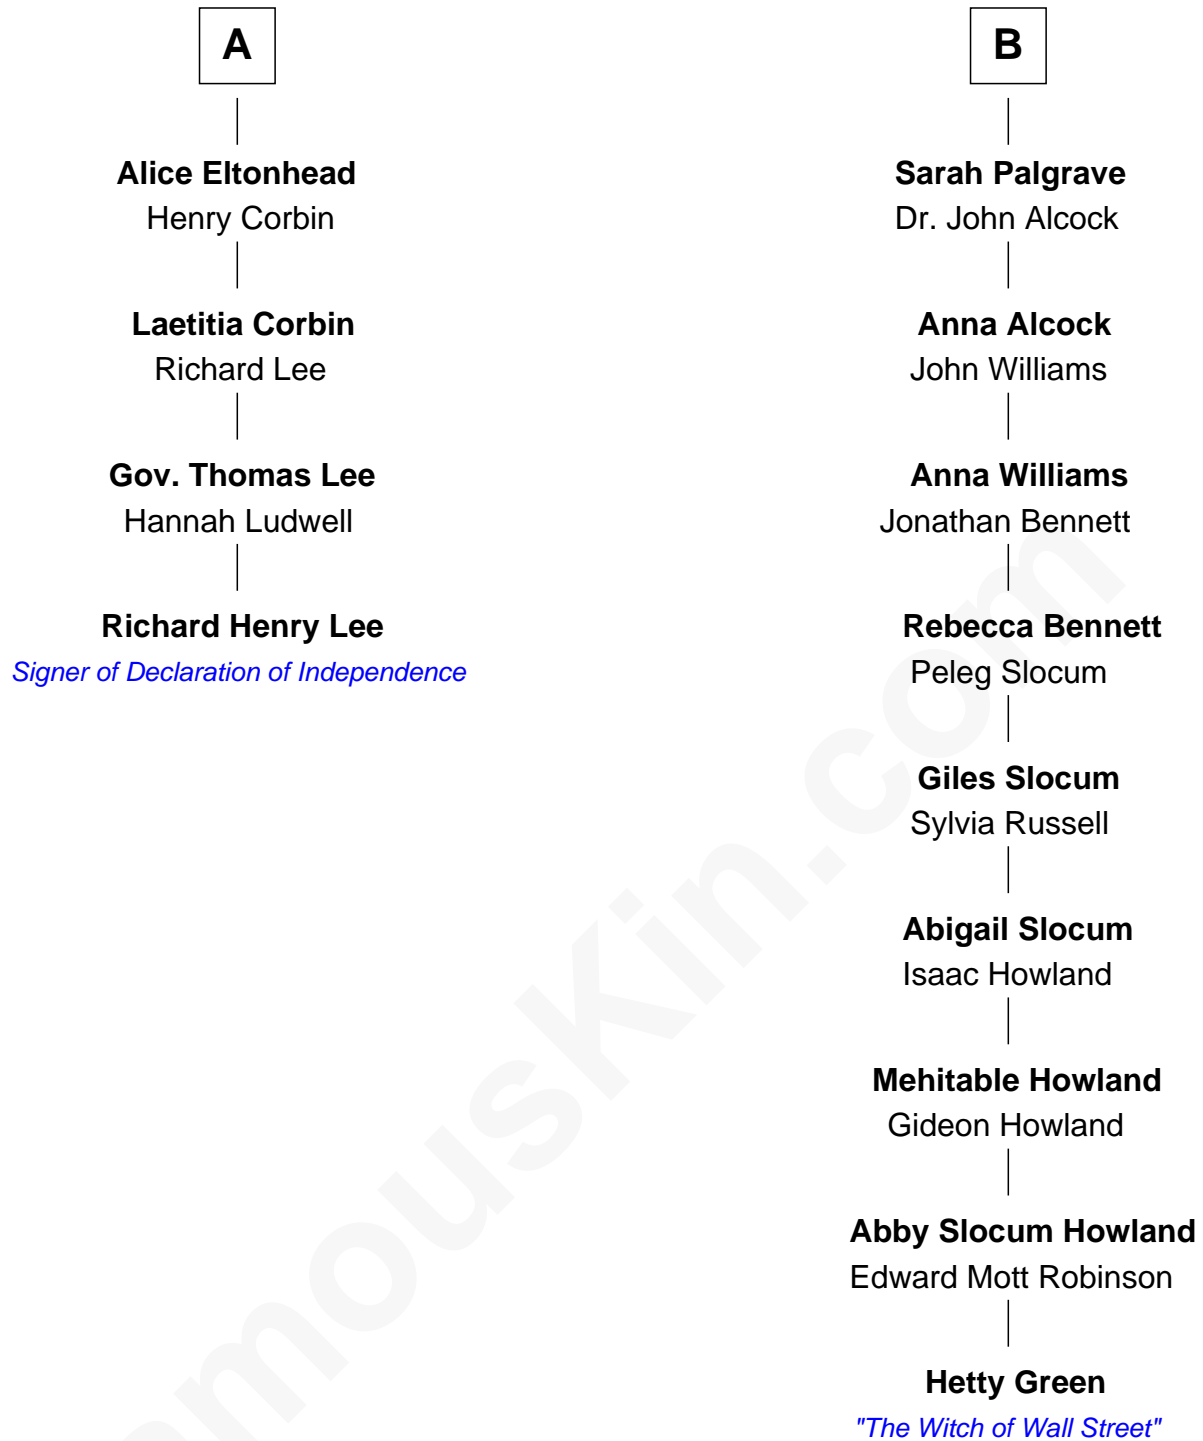 A
Alice Eltonhead
Henry Corbin
Laetitia Corbin
Richard Lee
Gov. Thomas Lee
Hannah Ludwell
Richard Henry Lee
Signer of Declaration of Independence
B
Sarah Palgrave
Dr. John Alcock
Anna Alcock
John Williams
Anna Williams
Jonathan Bennett
Rebecca Bennett
Peleg Slocum
Giles Slocum
Sylvia Russell
Abigail Slocum
Isaac Howland
Mehitable Howland
Gideon Howland
Abby Slocum Howland
Edward Mott Robinson
Hetty Green
"The Witch of Wall Street"
amousKin.com